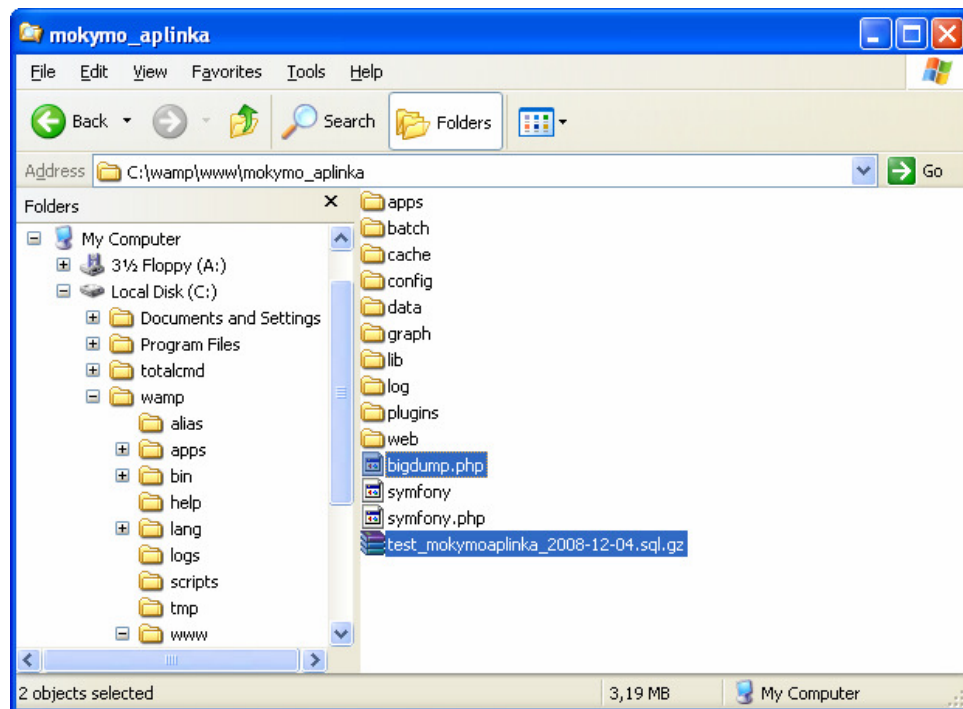 mokymo_aplinka
File Edit View Favorites Tools Help
Back Search Folders
Address C:\wamp\www\mokymo_aplinka Go
Folders
My Computer
3½ Floppy (A:)
Local Disk (C:)
Documents and Settings
Program Files
totalcmd
wamp
alias
apps
bin
help
lang
logs
scripts
tmp
www
apps
batch
cache
config
data
graph
lib
log
plugins
web
bigdump.php
symfony
symfony.php
test_mokymoaplinka_2008-12-04.sql.gz
2 objects selected 3,19 MB My Computer